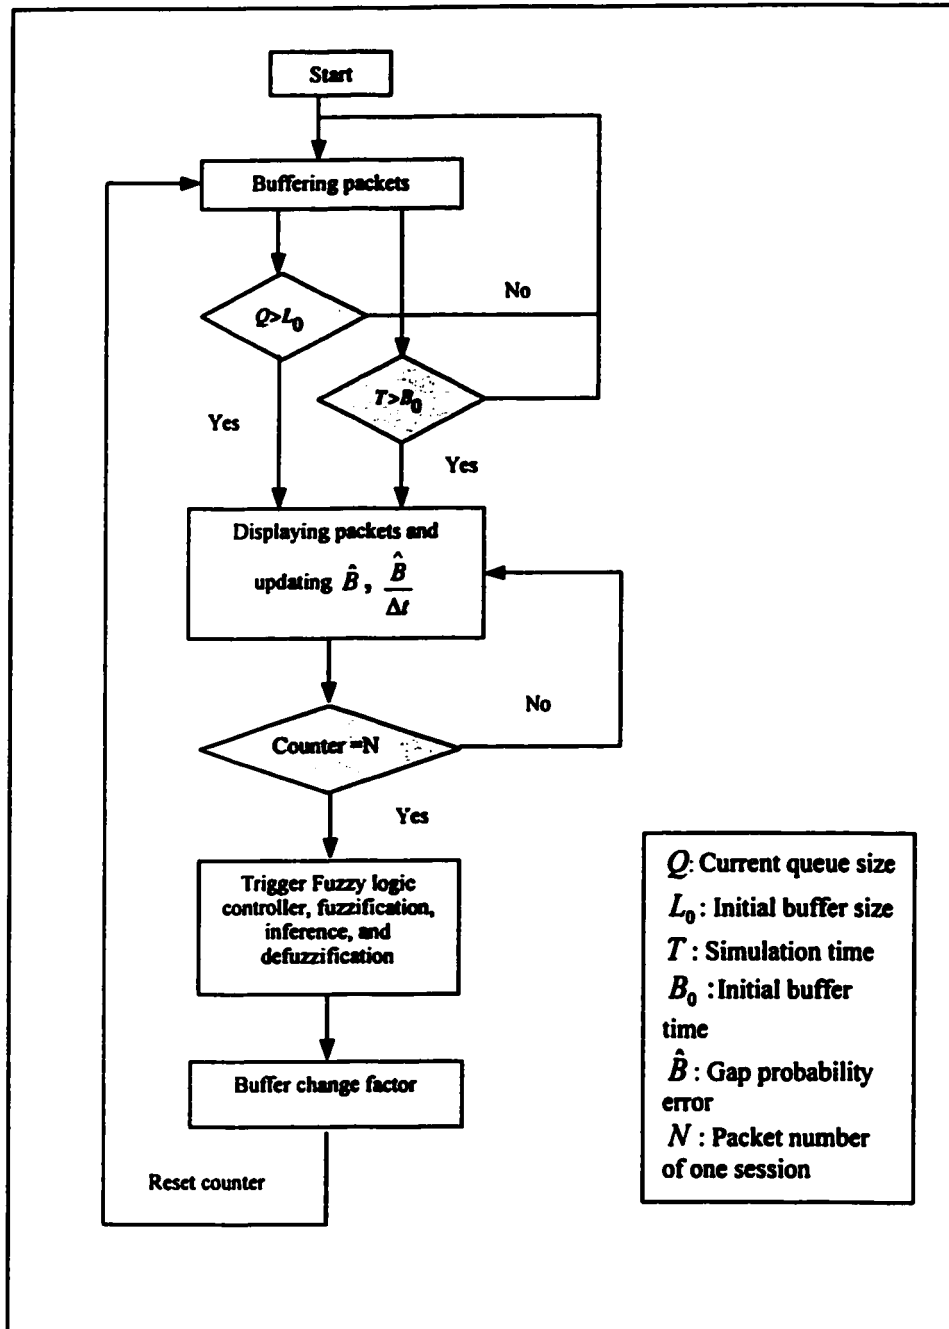 Start
Buffering packets
No
Q>L₀
T>B₀
Yes
Yes
Displaying packets and
updating B̂ , B̂/Δt
No
Counter =N
Yes
Trigger Fuzzy logic
controller, fuzzification,
inference, and
defuzzification
Buffer change factor
Reset counter
Q: Current queue size
L₀ : Initial buffer size
T : Simulation time
B₀ :Initial buffer
time
B̂ : Gap probability
error
N : Packet number
of one session